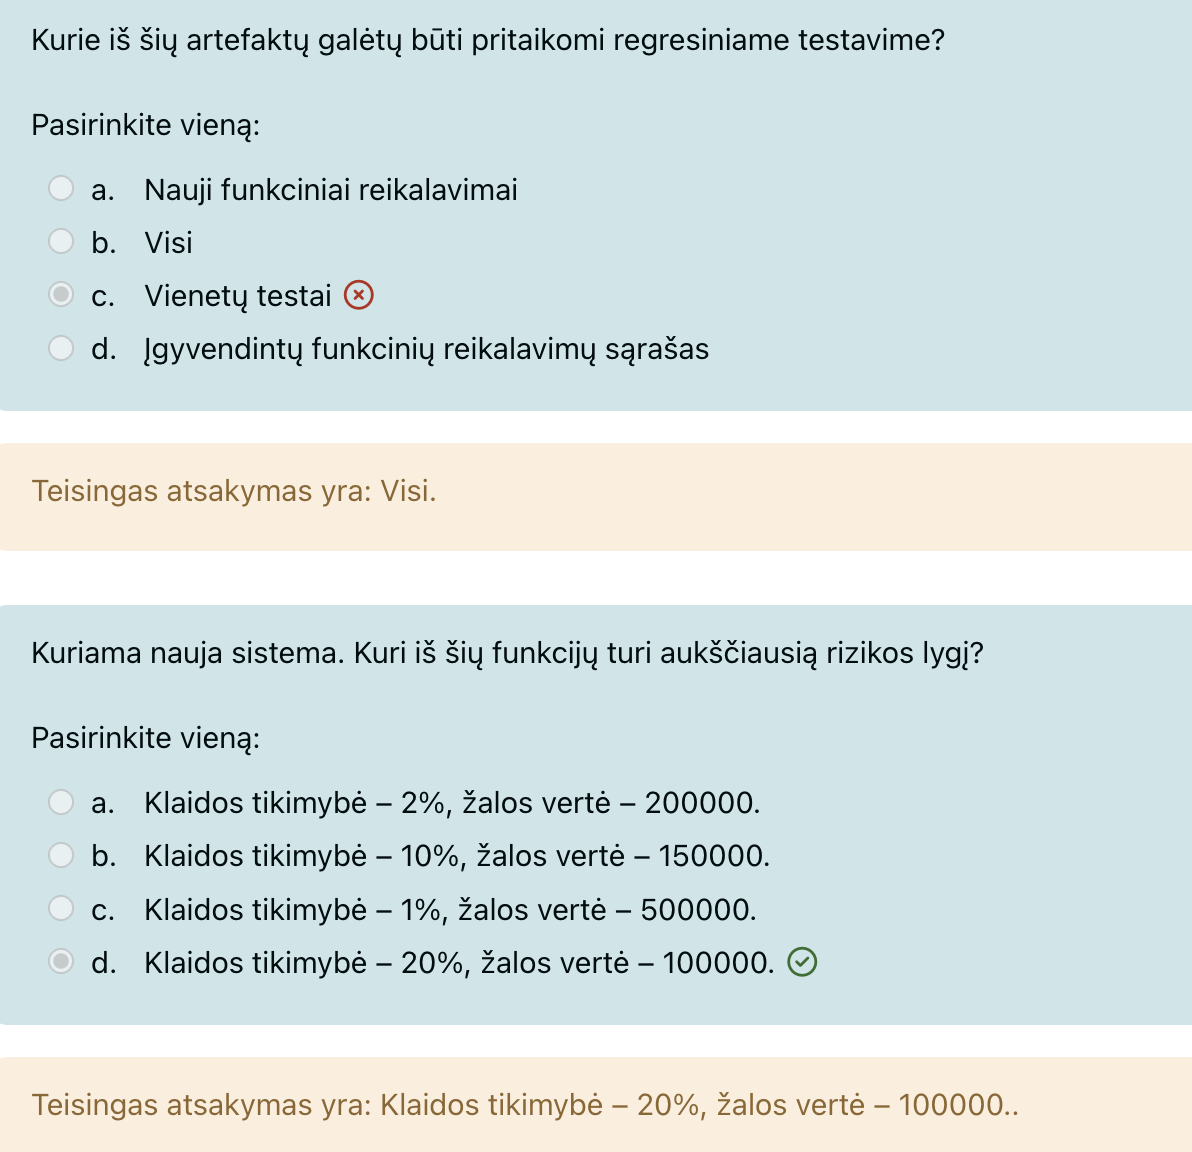 Kurie iš šių artefaktų galėtų būti pritaikomi regresiniame testavime?
Pasirinkite vieną:
a. Nauji funkciniai reikalavimai
b. Visi
c. Vienetų testai
d. Įgyvendintų funkcinių reikalavimų sąrašas
Teisingas atsakymas yra: Visi.
Kuriama nauja sistema. Kuri iš šių funkcijų turi aukščiausią rizikos lygį?
Pasirinkite vieną:
a. Klaidos tikimybė – 2%, žalos vertė – 200000.
b. Klaidos tikimybė – 10%, žalos vertė – 150000.
c. Klaidos tikimybė – 1%, žalos vertė – 500000.
d. Klaidos tikimybė – 20%, žalos vertė – 100000.
Teisingas atsakymas yra: Klaidos tikimybė – 20%, žalos vertė – 100000..